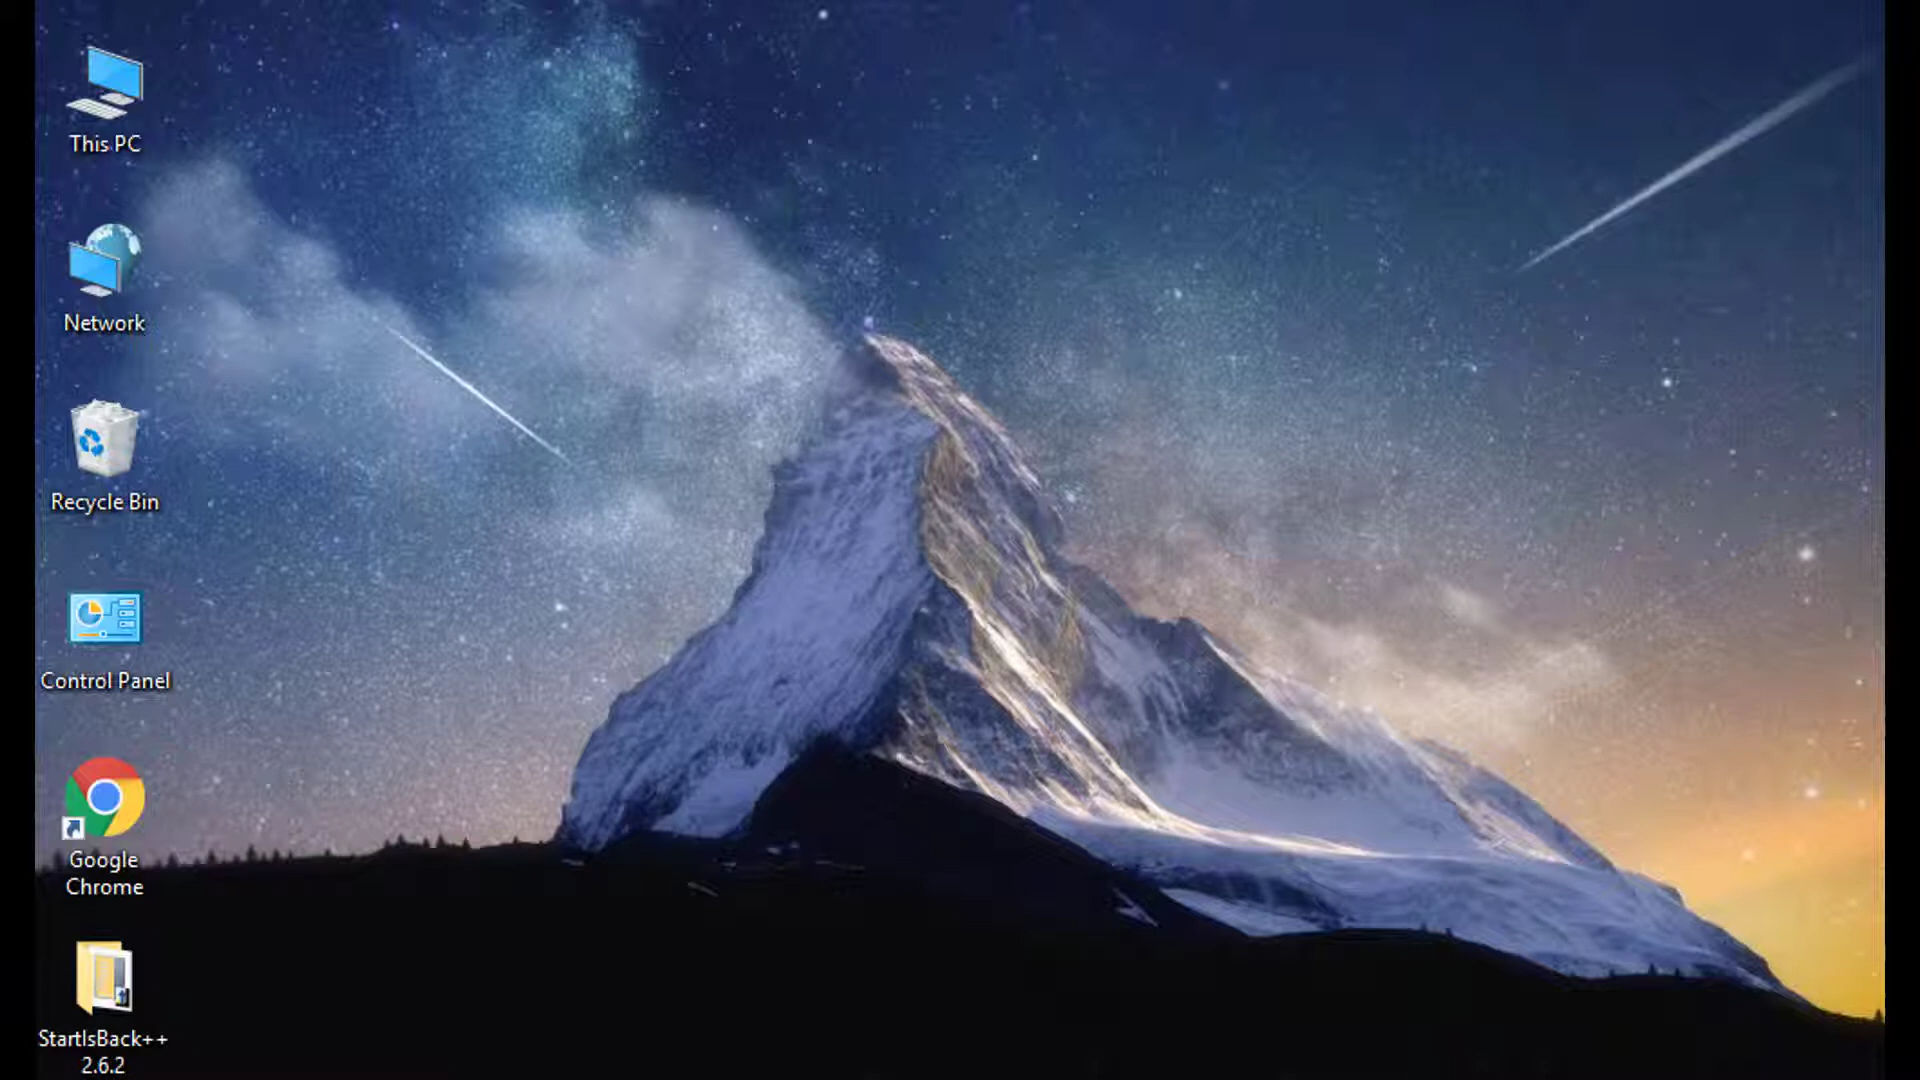 This PC
Network
Recycle Bin
Control Panel
Google
Chrome
StartIsBack++
2.6.2